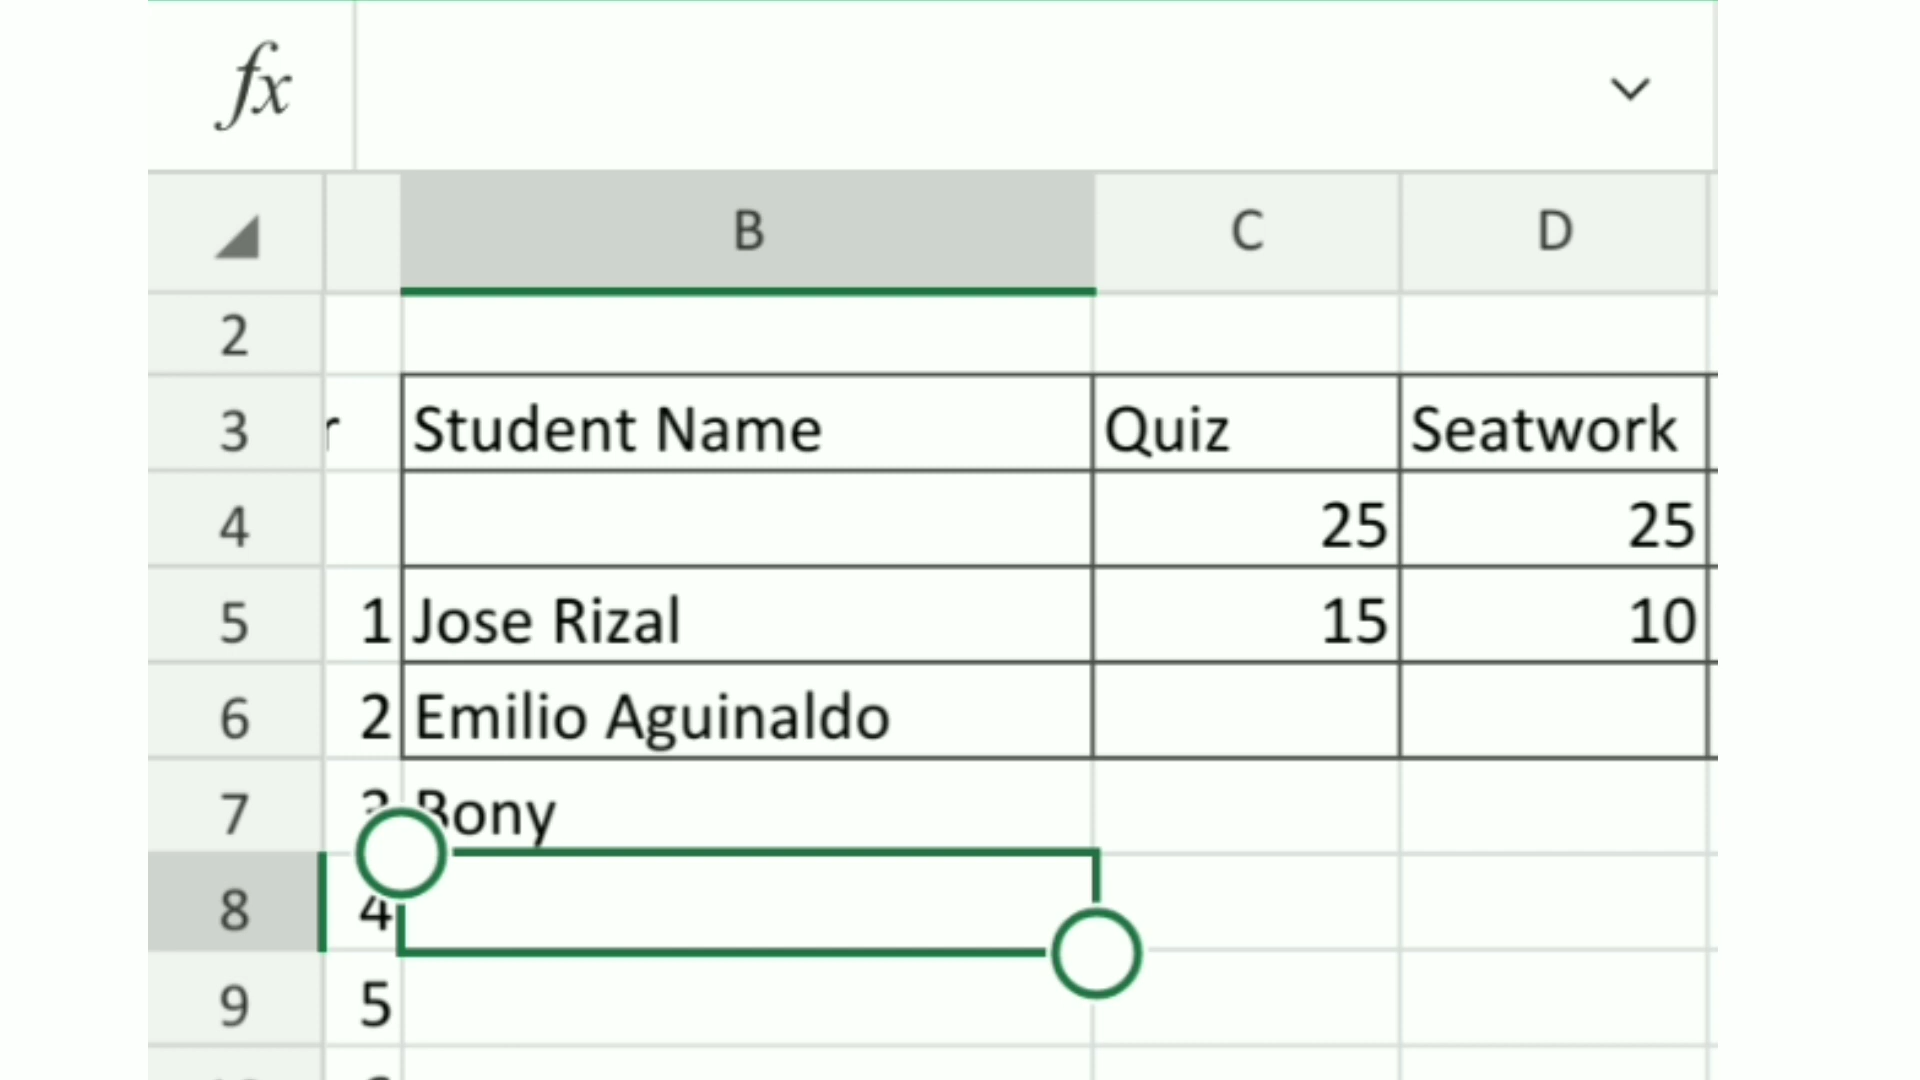 fx
B C D
2
3 r Student Name Quiz Seatwork
4 25 25
5 1 Jose Rizal 15 10
6 2 Emilio Aguinaldo
7 3 Bony
8 4
9 5